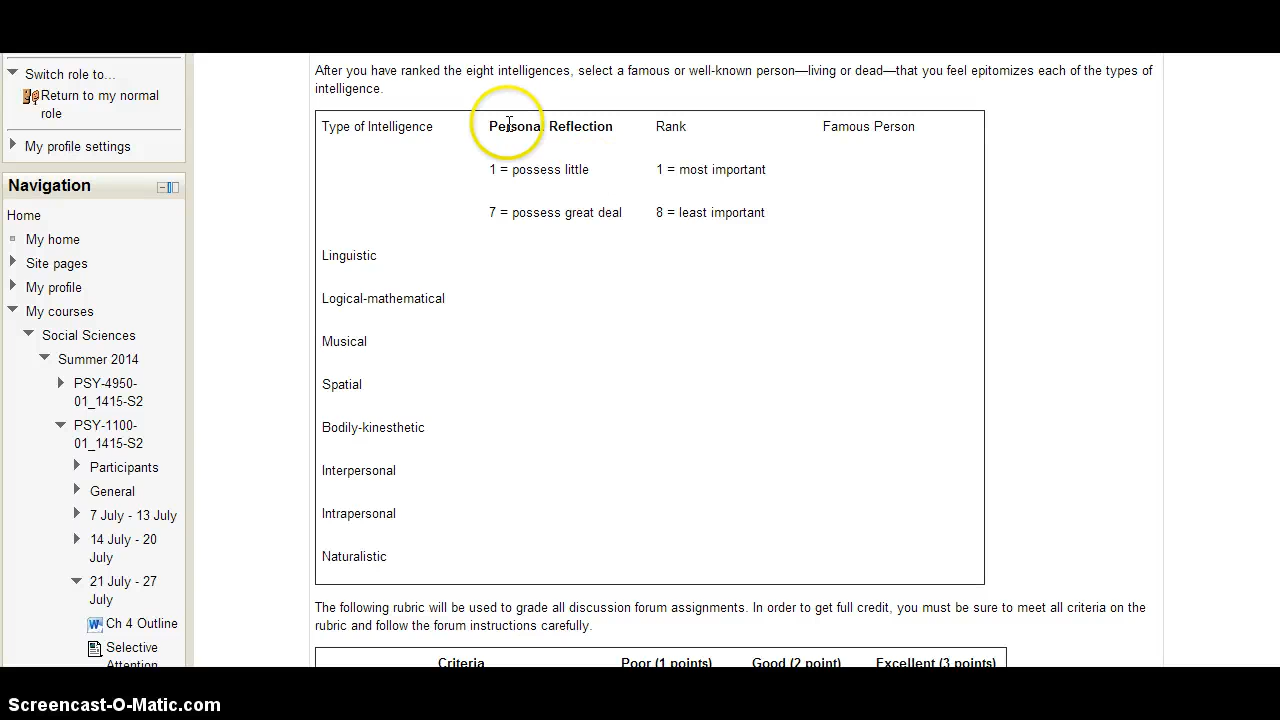 Switch role to...
Return to my normal
role
My profile settings
Navigation
Home
My home
Site pages
My profile
My courses
Social Sciences
Summer 2014
PSY-4950-
01_1415-S2
PSY-1100-
01_1415-S2
Participants
General
7 July - 13 July
14 July - 20
July
21 July - 27
July
Ch 4 Outline
Selective
Attention
After you have ranked the eight intelligences, select a famous or well-known person—living or dead—that you feel epitomizes each of the types of
intelligence.
Type of Intelligence Personal Reflection Rank Famous Person
1 = possess little 1 = most important
7 = possess great deal 8 = least important
Linguistic
Logical-mathematical
Musical
Spatial
Bodily-kinesthetic
Interpersonal
Intrapersonal
Naturalistic
The following rubric will be used to grade all discussion forum assignments. In order to get full credit, you must be sure to meet all criteria on the
rubric and follow the forum instructions carefully.
Criteria Poor (1 points) Good (2 point) Excellent (3 points)
Screencast-O-Matic.com